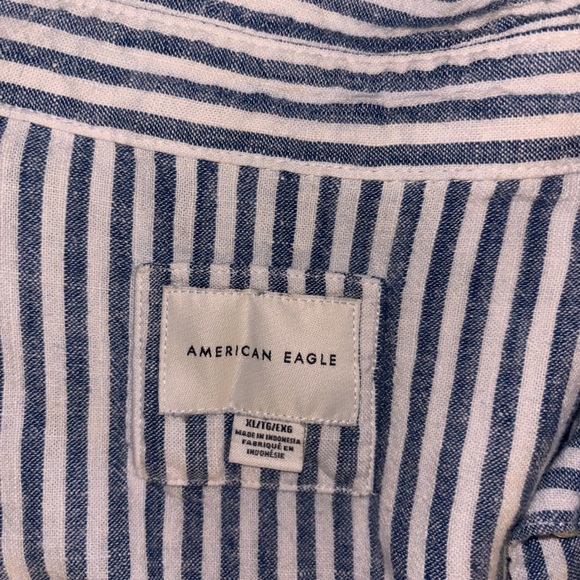 AMERICAN EAGLE
XL/TG/EXG
MADE IN INDONESIA
FABRIQUÉ EN
INDONÉSIE